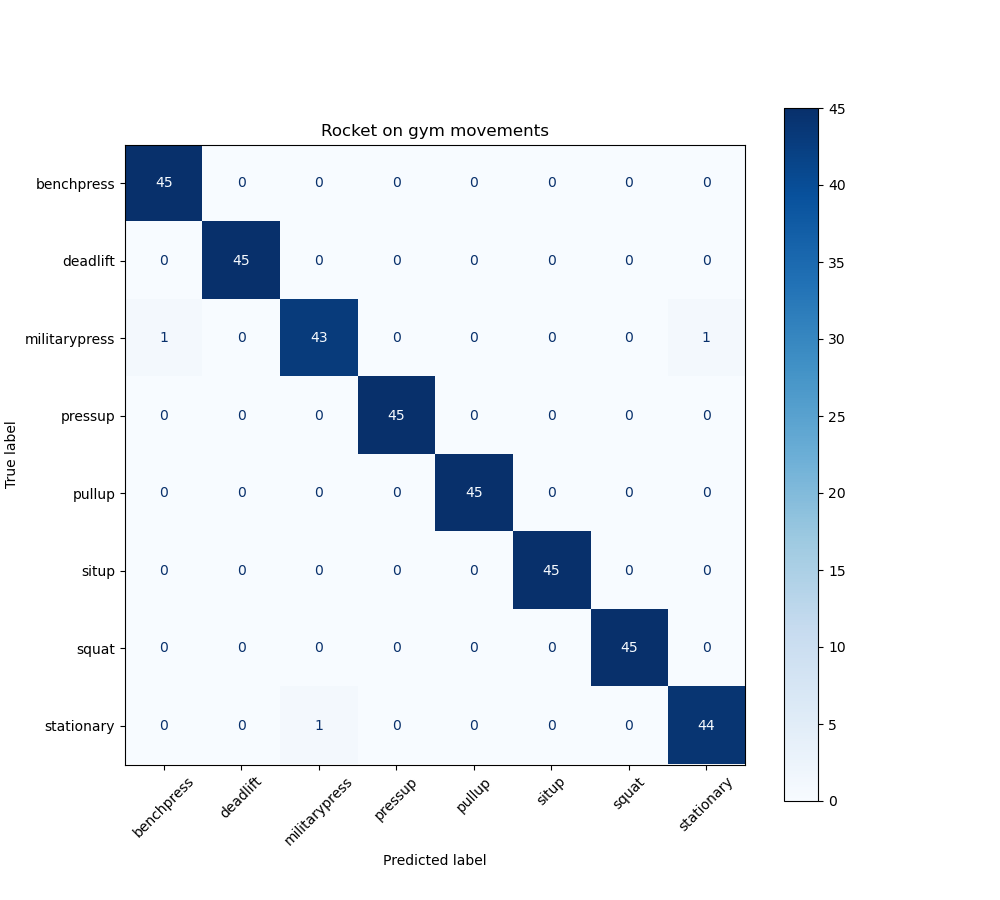 Rocket on gym movements
True label
benchpress 45 0 0 0 0 0 0 0
deadlift 0 45 0 0 0 0 0 0
militarypress 1 0 43 0 0 0 0 1
pressup 0 0 0 45 0 0 0 0
pullup 0 0 0 0 45 0 0 0
situp 0 0 0 0 0 45 0 0
squat 0 0 0 0 0 0 45 0
stationary 0 0 1 0 0 0 0 44
benchpress deadlift militarypress pressup pullup situp squat stationary
Predicted label
45
40
35
30
25
20
15
10
5
0